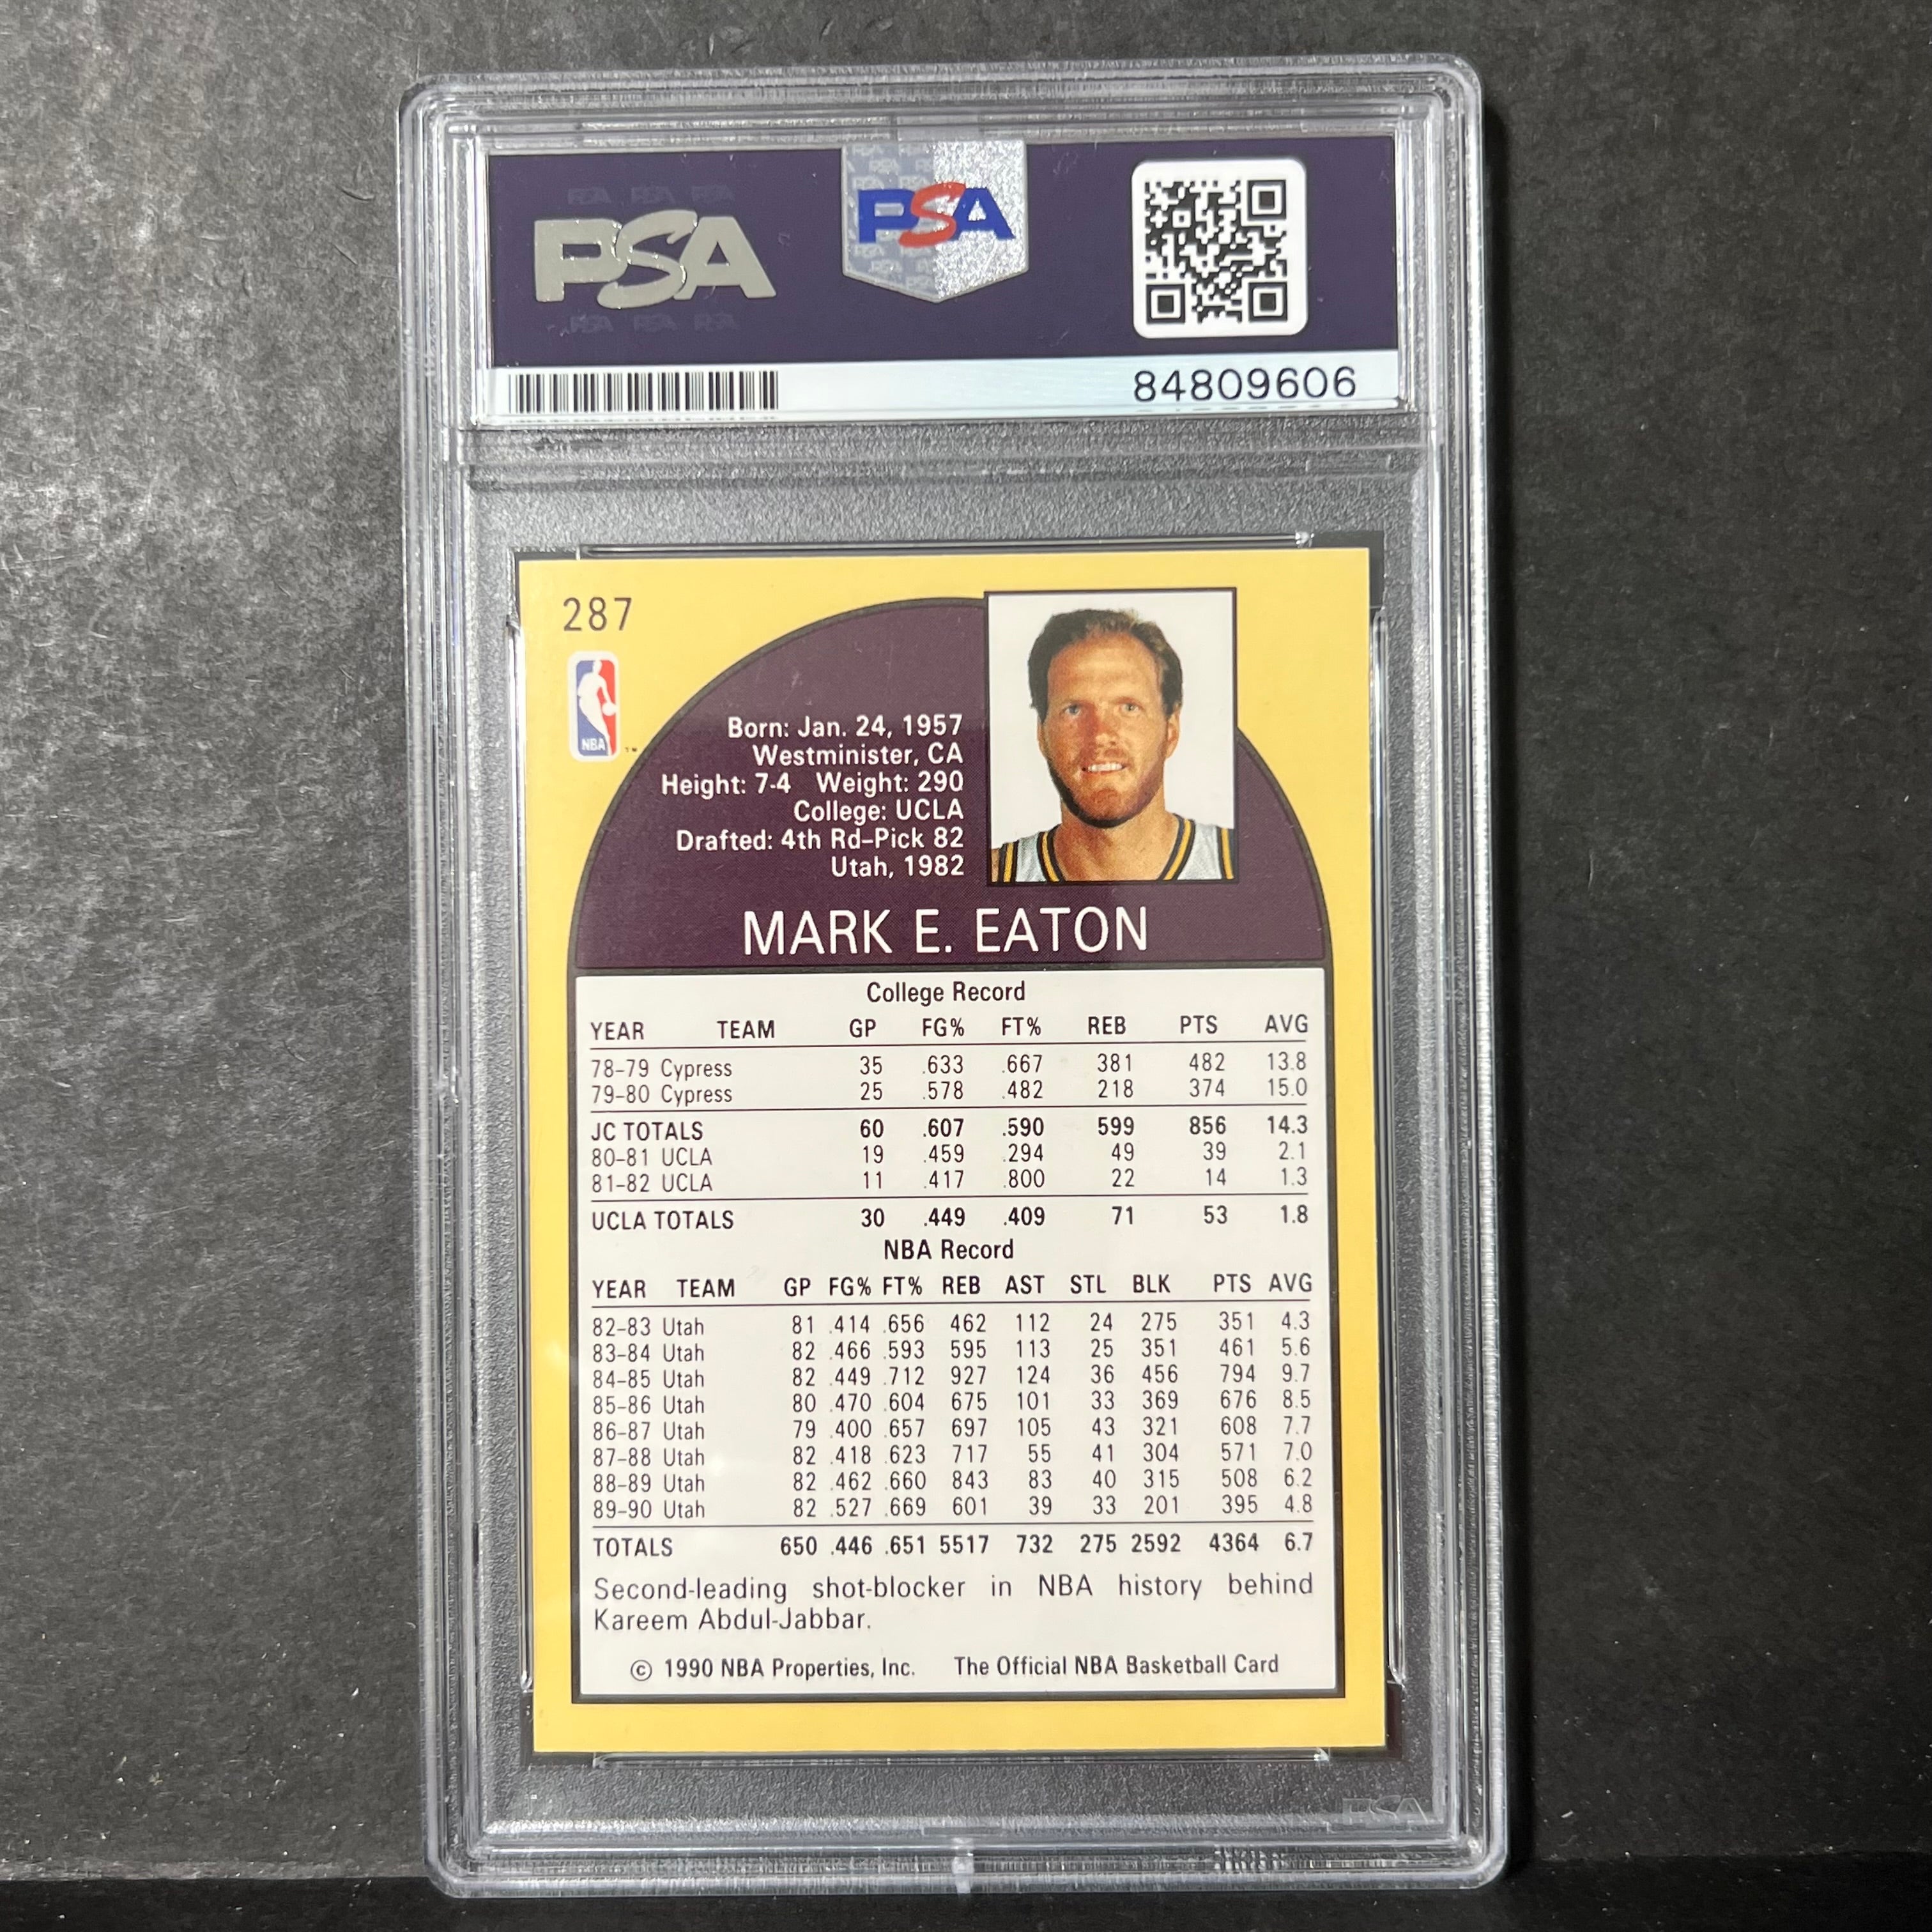 PSA
PSA
84809606
287
NBA
Born: Jan. 24, 1957
Westminister, CA
Height: 7-4 Weight: 290
College: UCLA
Drafted: 4th Rd-Pick 82
Utah, 1982
MARK E. EATON
College Record
YEAR TEAM GP FG% FT% REB PTS AVG
78-79 Cypress 35 .633 .667 381 482 13.8
79-80 Cypress 25 .578 .482 218 374 15.0
JC TOTALS 60 .607 .590 599 856 14.3
80-81 UCLA 19 .459 .294 49 39 2.1
81-82 UCLA 11 .417 .800 22 14 1.3
UCLA TOTALS 30 .449 .409 71 53 1.8
NBA Record
YEAR TEAM GP FG% FT% REB AST STL BLK PTS AVG
82-83 Utah 81 .414 .656 462 112 24 275 351 4.3
83-84 Utah 82 .466 .593 595 113 25 351 461 5.6
84-85 Utah 82 .449 .712 927 124 36 456 794 9.7
85-86 Utah 80 .470 .604 675 101 33 369 676 8.5
86-87 Utah 79 .400 .657 697 105 43 321 608 7.7
87-88 Utah 82 .418 .623 717 55 41 304 571 7.0
88-89 Utah 82 .462 .660 843 83 40 315 508 6.2
89-90 Utah 82 .527 .669 601 39 33 201 395 4.8
TOTALS 650 .446 .651 5517 732 275 2592 4364 6.7
Second-leading shot-blocker in NBA history behind
Kareem Abdul-Jabbar.
© 1990 NBA Properties, Inc. The Official NBA Basketball Card
PSA